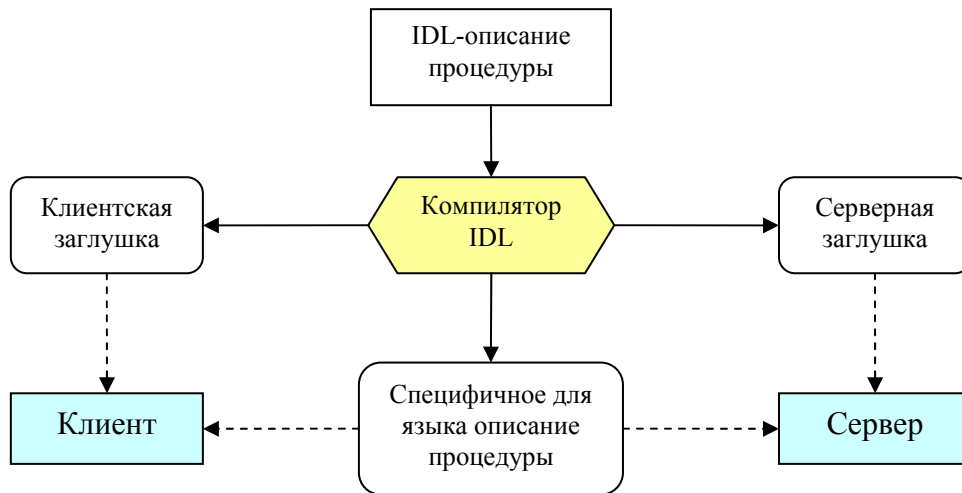 IDL-описание
процедуры
Клиентская
заглушка
Компилятор
IDL
Серверная
заглушка
Клиент
Специфичное для
языка описание
процедуры
Сервер